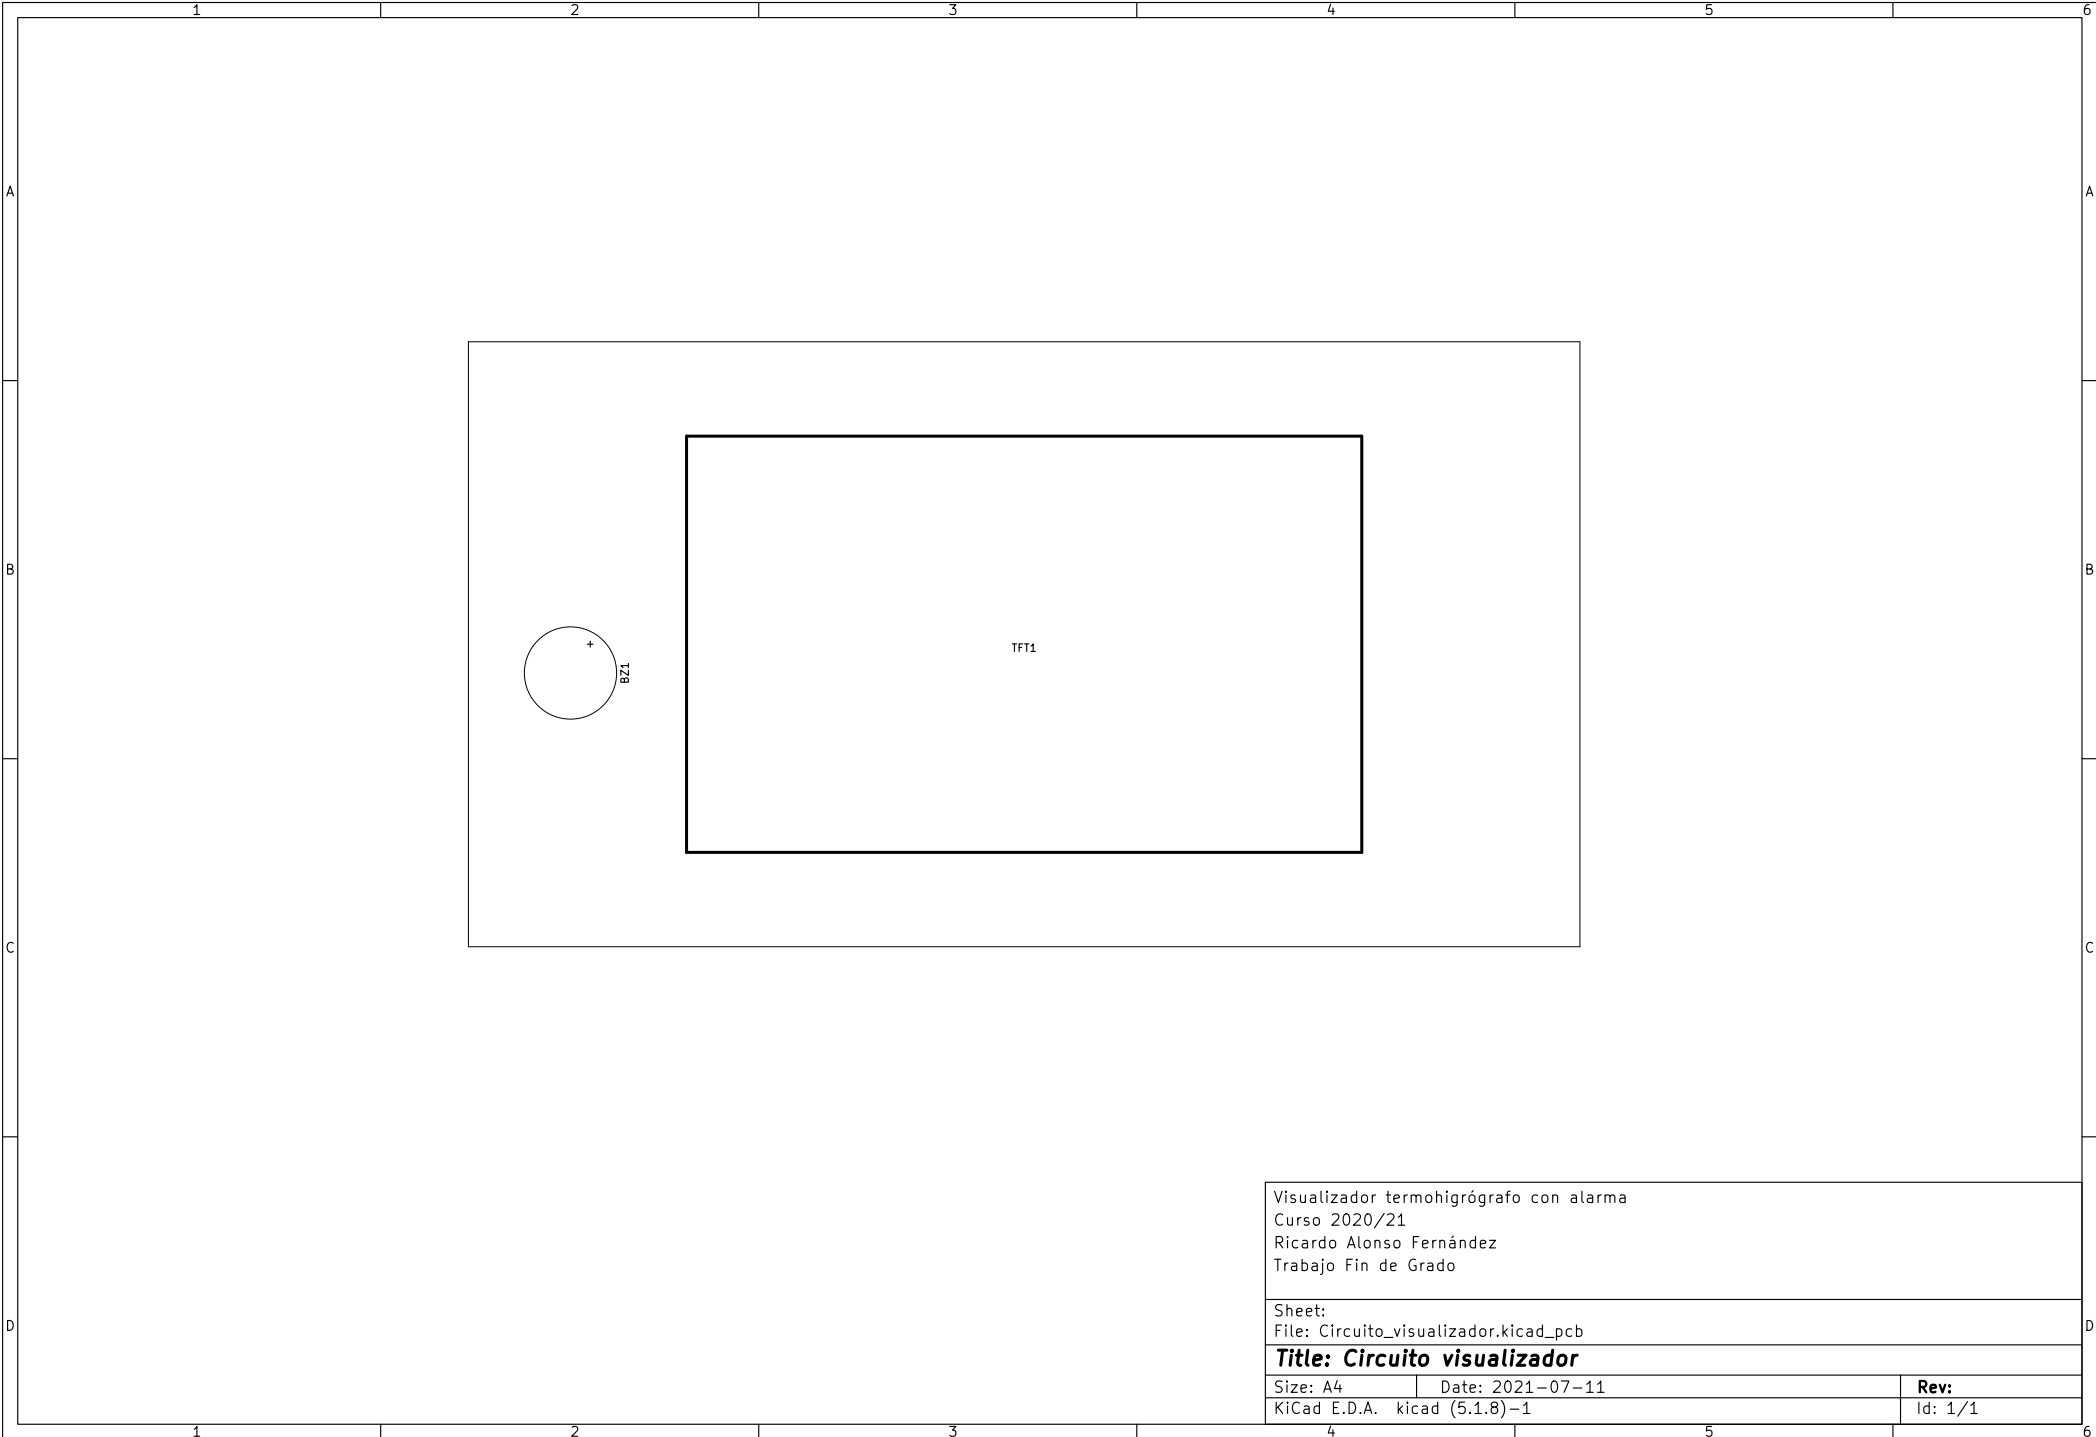 1 2 3 4 5 6
A A
B B
+
BZ1
TFT1
C C
Visualizador termohigrógrafo con alarma
Curso 2020/21
Ricardo Alonso Fernández
Trabajo Fin de Grado
Sheet:
D D
File: Circuito_visualizador.kicad_pcb
Title: Circuito visualizador
Size: A4 Date: 2021-07-11 Rev:
KiCad E.D.A. kicad (5.1.8)-1 Id: 1/1
1 2 3 4 5 6